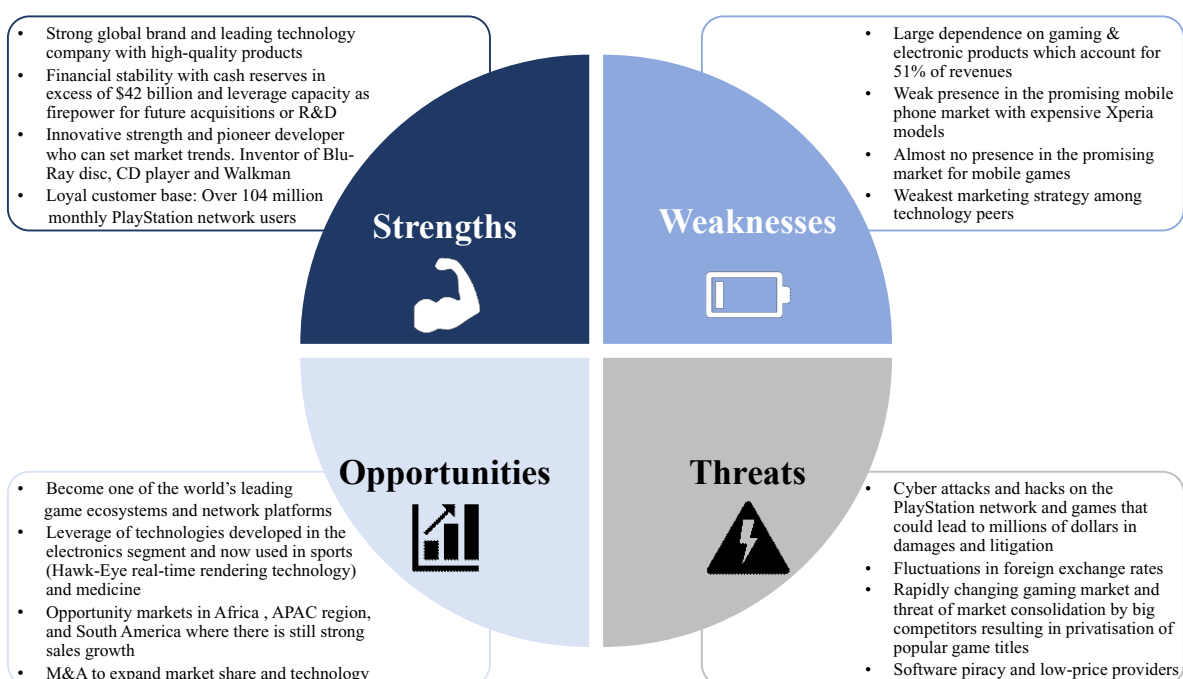 • Strong global brand and leading technology
company with high-quality products
• Financial stability with cash reserves in
excess of $42 billion and leverage capacity as
firepower for future acquisitions or R&D
• Innovative strength and pioneer developer
who can set market trends. Inventor of Blu-
Ray disc, CD player and Walkman
• Loyal customer base: Over 104 million
monthly PlayStation network users
Strengths
• Large dependence on gaming &
electronic products which account for
51% of revenues
• Weak presence in the promising mobile
phone market with expensive Xperia
models
• Almost no presence in the promising
market for mobile games
• Weakest marketing strategy among
technology peers
Weaknesses
Opportunities
• Become one of the world's leading
game ecosystems and network platforms
• Leverage of technologies developed in the
electronics segment and now used in sports
(Hawk-Eye real-time rendering technology)
and medicine
• Opportunity markets in Africa , APAC region,
and South America where there is still strong
sales growth
• M&A to expand market share and technology
Threats
• Cyber attacks and hacks on the
PlayStation network and games that
could lead to millions of dollars in
damages and litigation
• Fluctuations in foreign exchange rates
• Rapidly changing gaming market and
threat of market consolidation by big
competitors resulting in privatisation of
popular game titles
• Software piracy and low-price providers